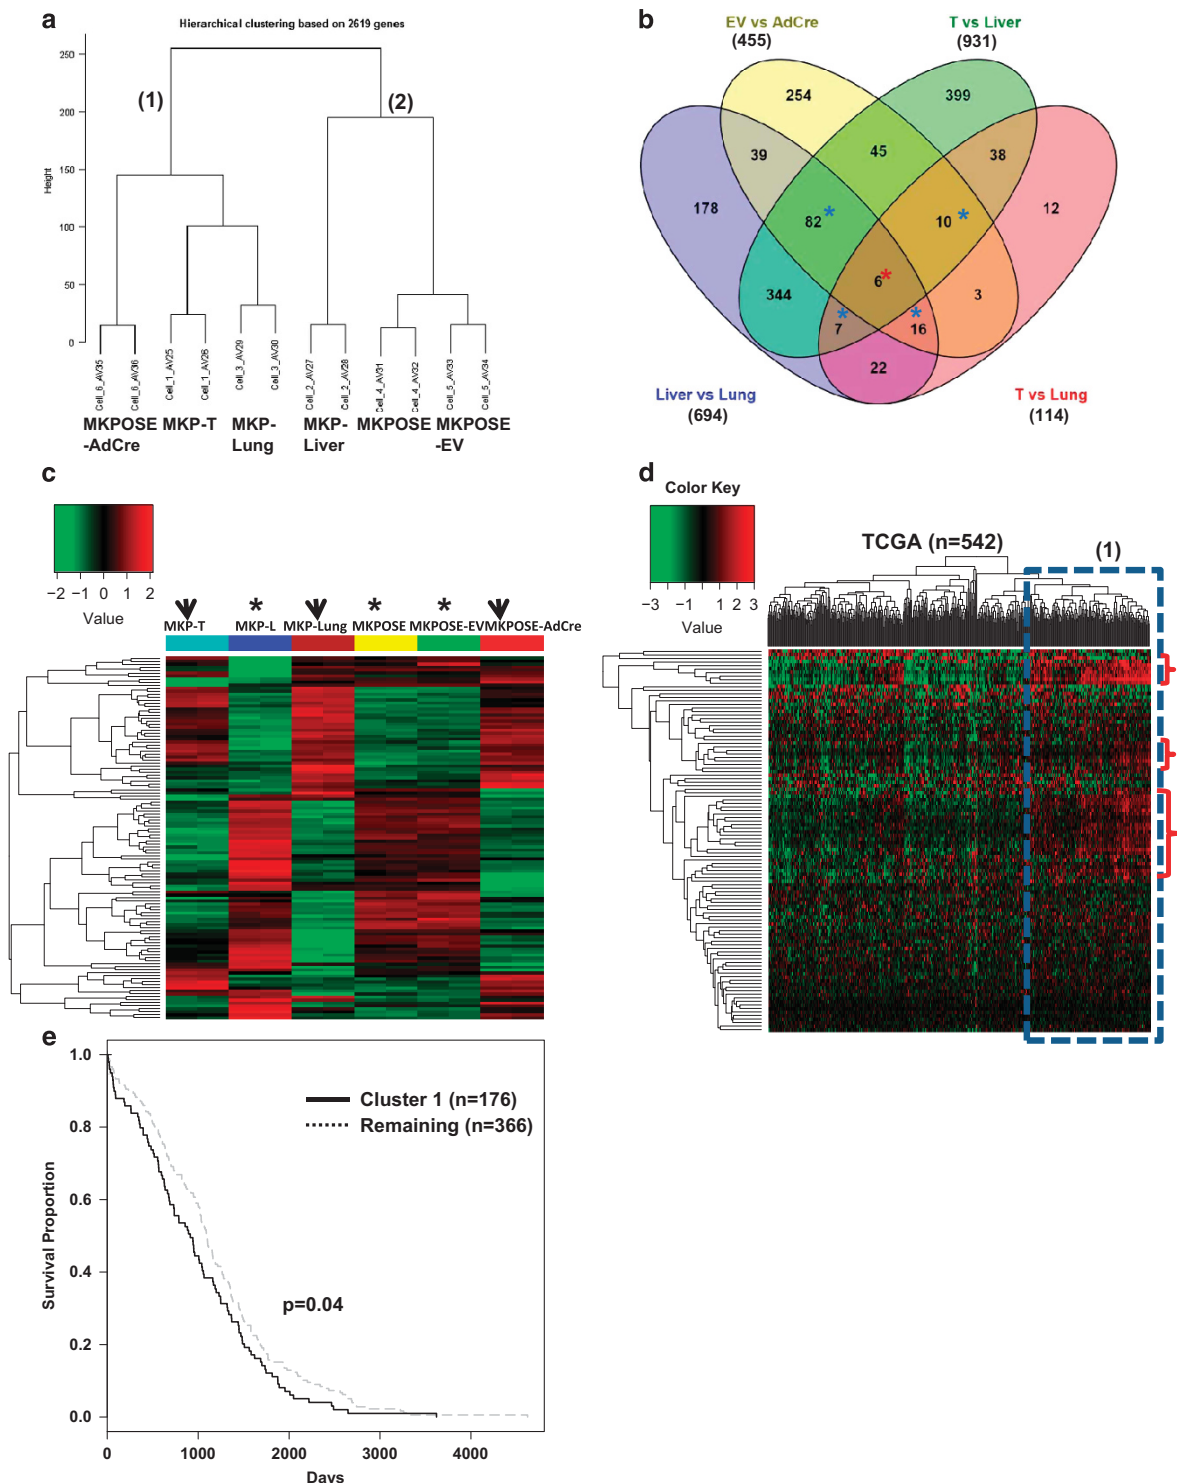 a
Hierarchical clustering based on 2619 genes
Height
250
200
150
100
50
0
(1)
(2)
Cell_6_AV35
Cell_6_AV36
Cell_1_AV25
Cell_1_AV26
Cell_3_AV29
Cell_3_AV30
Cell_2_AV27
Cell_2_AV28
Cell_4_AV31
Cell_4_AV32
Cell_5_AV33
Cell_5_AV34
MKPOSE
-AdCre
MKP-T
MKP-
Lung
MKP-
Liver
MKPOSE
MKPOSE
-EV
b
EV vs AdCre
(455)
T vs Liver
(931)
254
399
39
45
38
178
82 *
10 *
12
6*
344
3
*
7
*
16
22
Liver vs Lung
(694)
T vs Lung
(114)
c
−2 −1 0 1 2
Value
*
*
*
MKP-T
MKP-L
MKP-Lung
MKPOSE
MKPOSE-EV
MKPOSE-AdCre
d
Color Key
−3 −1 1 2 3
Value
TCGA (n=542)
(1)
e
Survival Proportion
1.0
0.8
0.6
0.4
0.2
0.0
Cluster 1 (n=176)
Remaining (n=366)
p=0.04
0 1000 2000 3000 4000
Days